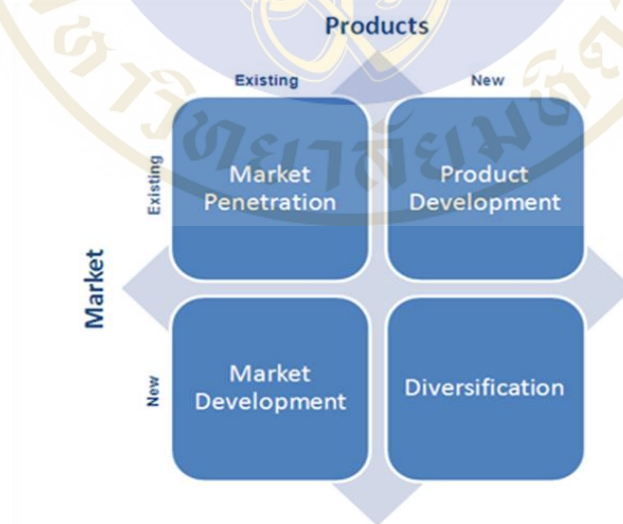 Products
Existing
New
Existing
Market
Penetration
Product
Development
Market
New
Market
Development
Diversification